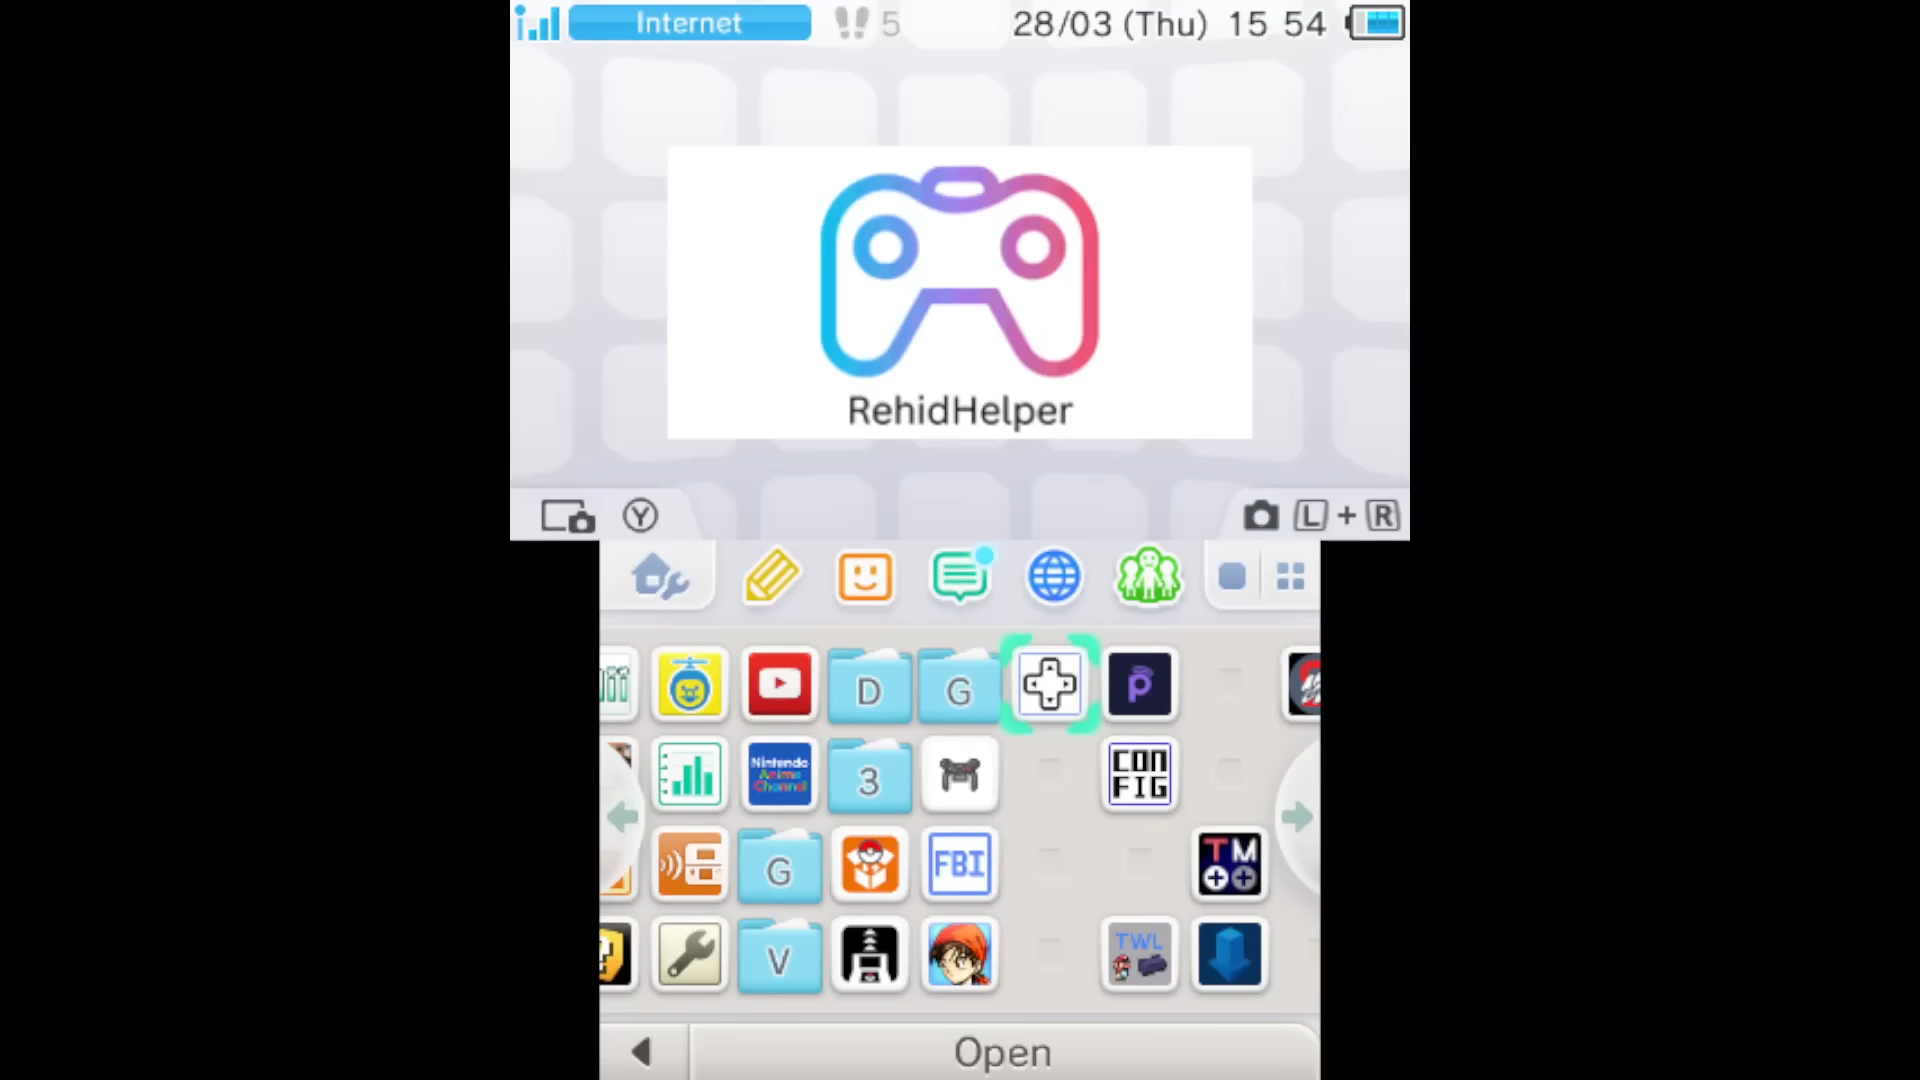 Internet
5
28/03 (Thu) 15 54
RehidHelper
Y
L + R
D
G
p
Nintendo
Anime
Channel
3
CON
FIG
G
FBI
TM
V
TWL
Open